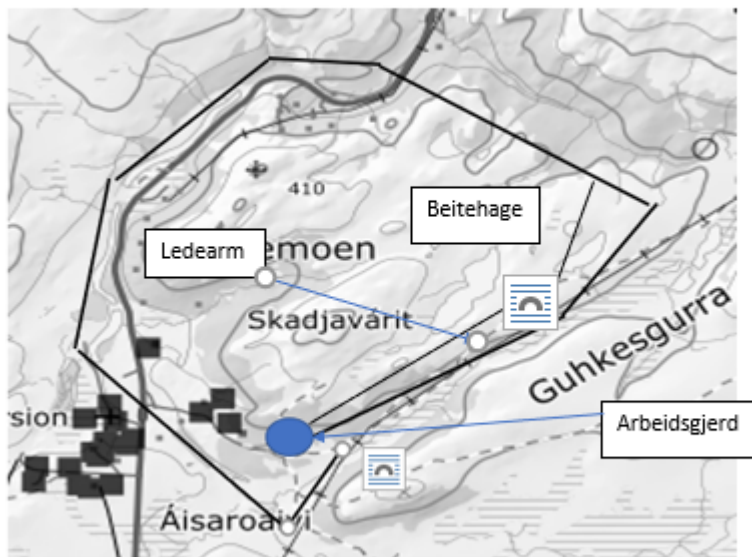 410
Beitehage
Ledearm
emoen
Skadjavárit
Guhkesgurra
rsion
Arbeidsgjerd
Áisaroaivi